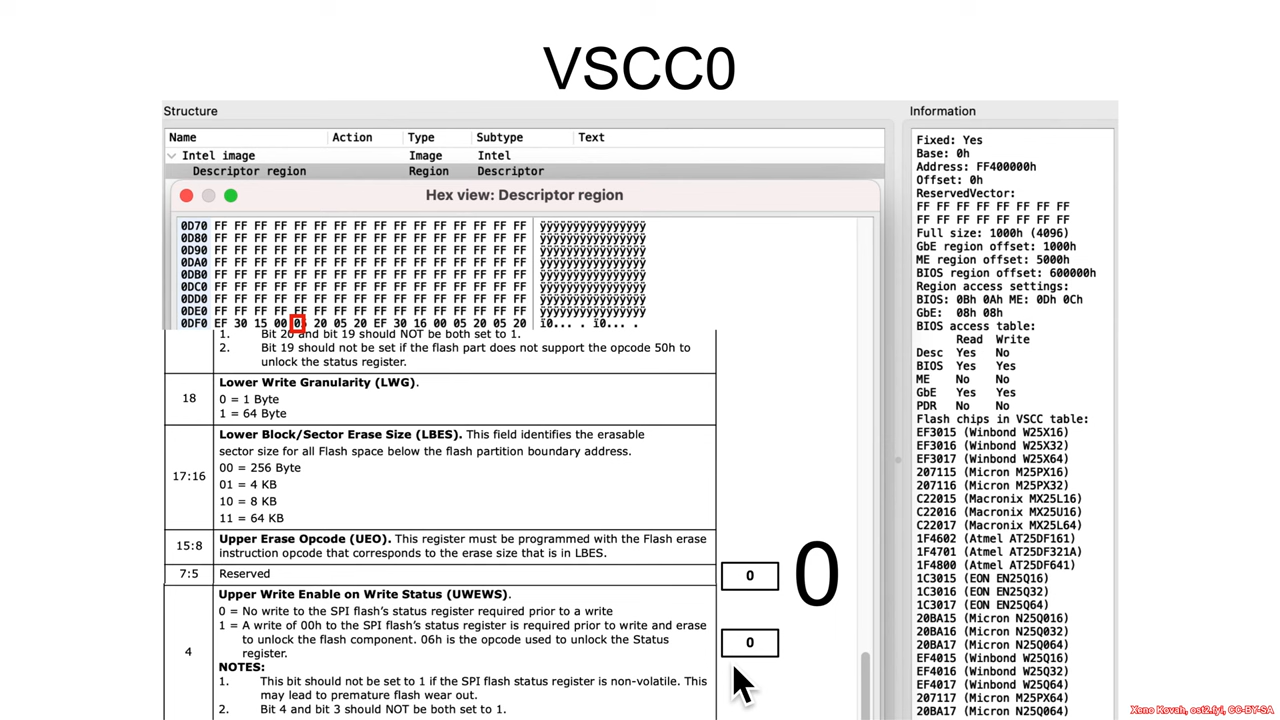 VSCC0
Structure
Name Action Type Subtype Text
Intel image Image Intel
Descriptor region Region Descriptor
Hex view: Descriptor region
0D70 FF FF FF FF FF FF FF FF FF FF FF FF FF FF FF FF ÿÿÿÿÿÿÿÿÿÿÿÿÿÿÿÿ
0D80 FF FF FF FF FF FF FF FF FF FF FF FF FF FF FF FF ÿÿÿÿÿÿÿÿÿÿÿÿÿÿÿÿ
0D90 FF FF FF FF FF FF FF FF FF FF FF FF FF FF FF FF ÿÿÿÿÿÿÿÿÿÿÿÿÿÿÿÿ
0DA0 FF FF FF FF FF FF FF FF FF FF FF FF FF FF FF FF ÿÿÿÿÿÿÿÿÿÿÿÿÿÿÿÿ
0DB0 FF FF FF FF FF FF FF FF FF FF FF FF FF FF FF FF ÿÿÿÿÿÿÿÿÿÿÿÿÿÿÿÿ
0DC0 FF FF FF FF FF FF FF FF FF FF FF FF FF FF FF FF ÿÿÿÿÿÿÿÿÿÿÿÿÿÿÿÿ
0DD0 FF FF FF FF FF FF FF FF FF FF FF FF FF FF FF FF ÿÿÿÿÿÿÿÿÿÿÿÿÿÿÿÿ
0DE0 FF FF FF FF FF FF FF FF FF FF FF FF FF FF FF FF ÿÿÿÿÿÿÿÿÿÿÿÿÿÿÿÿ
0DF0 EF 30 15 00 05 20 05 20 EF 30 16 00 05 20 05 20 ï0... . ï0... .
1. Bit 20 and bit 19 should NOT be both set to 1.
2. Bit 19 should not be set if the flash part does not support the opcode 50h to
unlock the status register.
18 Lower Write Granularity (LWG).
0 = 1 Byte
1 = 64 Byte
17:16 Lower Block/Sector Erase Size (LBES). This field identifies the erasable
sector size for all Flash space below the flash partition boundary address.
00 = 256 Byte
01 = 4 KB
10 = 8 KB
11 = 64 KB
15:8 Upper Erase Opcode (UEO). This register must be programmed with the Flash erase
instruction opcode that corresponds to the erase size that is in LBES.
7:5 Reserved
0 0
4 Upper Write Enable on Write Status (UWEWS).
0 = No write to the SPI flash's status register required prior to a write
1 = A write of 00h to the SPI flash's status register is required prior to write and erase
to unlock the flash component. 06h is the opcode used to unlock the Status
register.
0
NOTES:
1. This bit should not be set to 1 if the SPI flash status register is non-volatile. This
may lead to premature flash wear out.
2. Bit 4 and bit 3 should NOT be both set to 1.
Information
Fixed: Yes
Base: 0h
Address: FF400000h
Offset: 0h
ReservedVector:
FF FF FF FF FF FF FF FF
FF FF FF FF FF FF FF FF
Full size: 1000h (4096)
GbE region offset: 1000h
ME region offset: 5000h
BIOS region offset: 600000h
Region access settings:
BIOS: 0Bh 0Ah ME: 0Dh 0Ch
GbE: 08h 08h
BIOS access table:
Read Write
Desc Yes No
BIOS Yes Yes
ME No No
GbE Yes Yes
PDR No No
Flash chips in VSCC table:
EF3015 (Winbond W25X16)
EF3016 (Winbond W25X32)
EF3017 (Winbond W25X64)
207115 (Micron M25PX16)
207116 (Micron M25PX32)
C22015 (Macronix MX25L16)
C22016 (Macronix MX25U16)
C22017 (Macronix MX25L64)
1F4602 (Atmel AT25DF161)
1F4701 (Atmel AT25DF321A)
1F4800 (Atmel AT25DF641)
1C3015 (EON EN25Q16)
1C3016 (EON EN25Q32)
1C3017 (EON EN25Q64)
20BA15 (Micron N25Q016)
20BA16 (Micron N25Q032)
20BA17 (Micron N25Q064)
EF4015 (Winbond W25Q16)
EF4016 (Winbond W25Q32)
EF4017 (Winbond W25Q64)
207117 (Micron M25PX64)
20BA17 (Micron N25Q064)
Xeno Kovah, ost2.fyi, CC-BY-SA